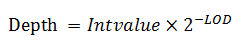 Depth = Intvalue × 2^{-LOD}